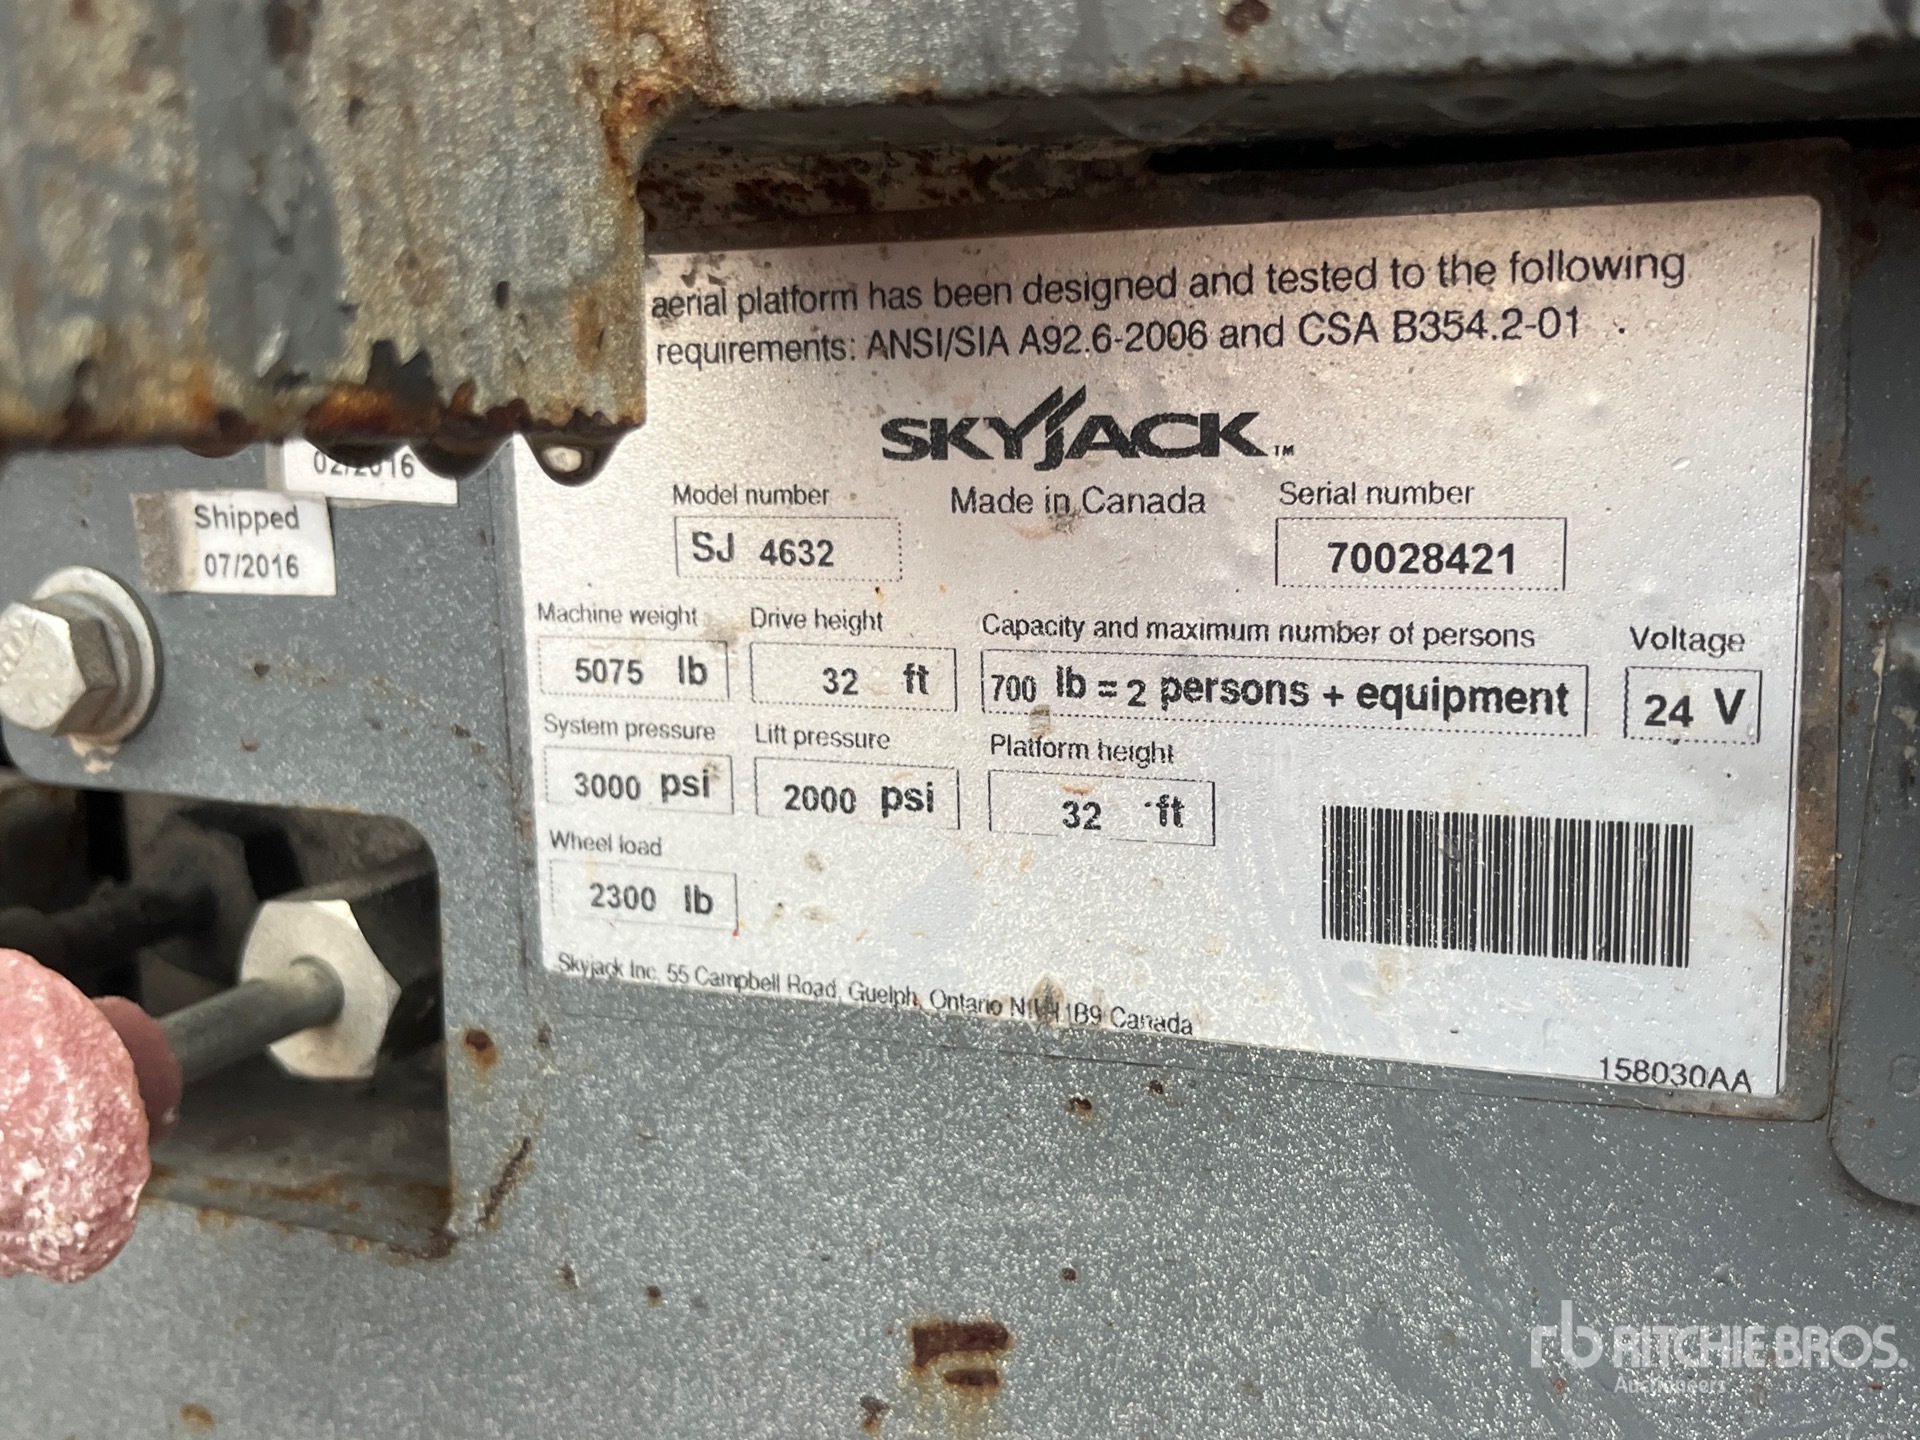 aerial platform has been designed and tested to the following
requirements: ANSI/SIA A92.6-2006 and CSA B354.2-01
SKYJACK™
02/2016
Shipped
07/2016
Model number
SJ 4632
Made in Canada
Serial number
70028421
Machine weight
5075 lb
Drive height
32 ft
Capacity and maximum number of persons
700 lb = 2 persons + equipment
Voltage
24 V
System pressure
3000 psi
Lift pressure
2000 psi
Platform height
32 ft
Wheel load
2300 lb
Skyjack Inc. 55 Campbell Road, Guelph, Ontario 1B9 Canada
158030AA
rb RITCHIE BROS.
Auctioneers